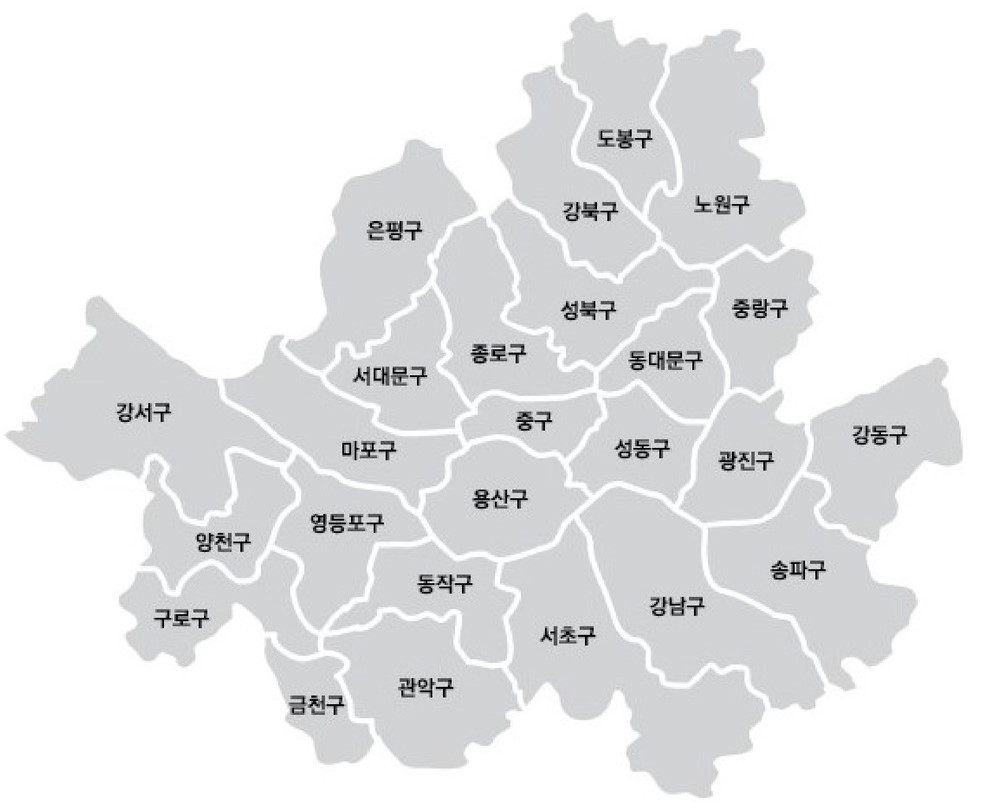 도봉구
노원구
강북구
은평구
성북구
중랑구
종로구
동대문구
서대문구
강서구
중구
강동구
마포구
성동구
광진구
용산구
영등포구
양천구
송파구
동작구
강남구
구로구
서초구
관악구
금천구